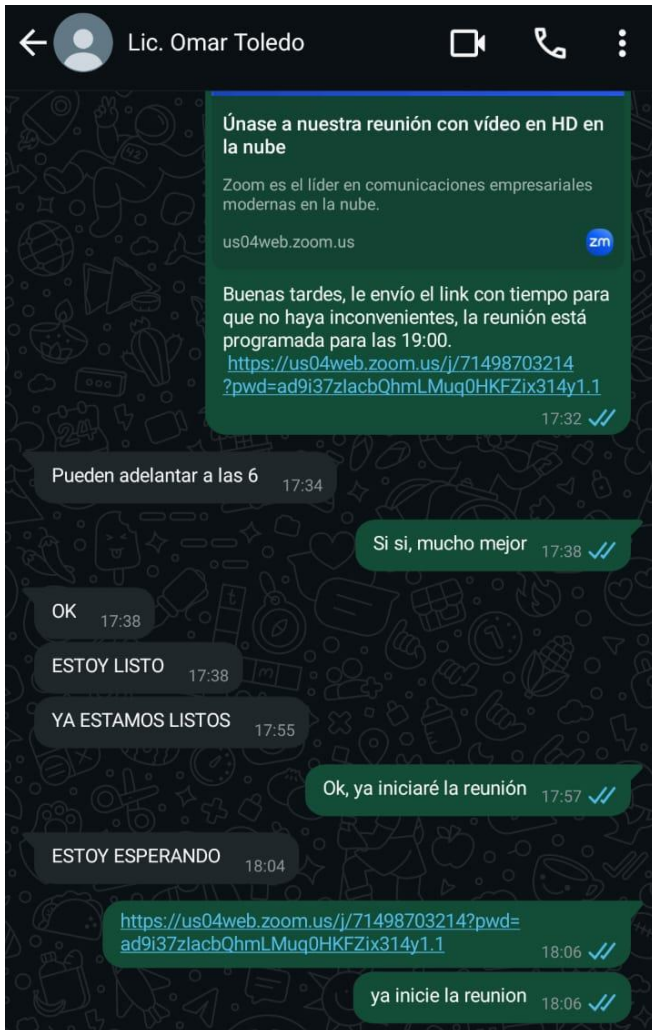 Lic. Omar Toledo
Únase a nuestra reunión con vídeo en HD en
la nube
Zoom es el líder en comunicaciones empresariales
modernas en la nube.
us04web.zoom.us
zm
Buenas tardes, le envío el link con tiempo para
que no haya inconvenientes, la reunión está
programada para las 19:00.
https://us04web.zoom.us/j/71498703214
?pwd=ad9i37zlacbQhmLMuq0HKFZix314y1.1
17:32
Pueden adelantar a las 6 17:34
Si si, mucho mejor 17:38
OK 17:38
ESTOY LISTO 17:38
YA ESTAMOS LISTOS 17:55
Ok, ya iniciaré la reunión 17:57
ESTOY ESPERANDO 18:04
https://us04web.zoom.us/j/71498703214?pwd=
ad9i37zlacbQhmLMuq0HKFZix314y1.1 18:06
ya inicie la reunion 18:06